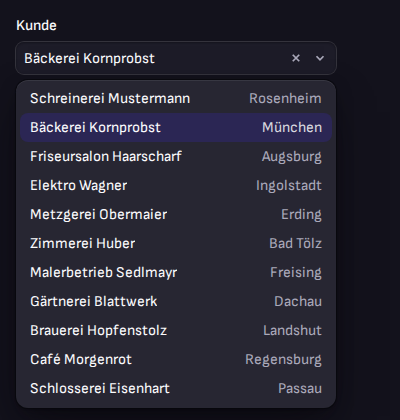 Kunde
Bäckerei Kornprobst
Schreinerei Mustermann Rosenheim
Bäckerei Kornprobst München
Friseursalon Haarscharf Augsburg
Elektro Wagner Ingolstadt
Metzgerei Obermaier Erding
Zimmerei Huber Bad Tölz
Malerbetrieb Sedlmayr Freising
Gärtnerei Blattwerk Dachau
Brauerei Hopfenstolz Landshut
Café Morgenrot Regensburg
Schlosserei Eisenhart Passau